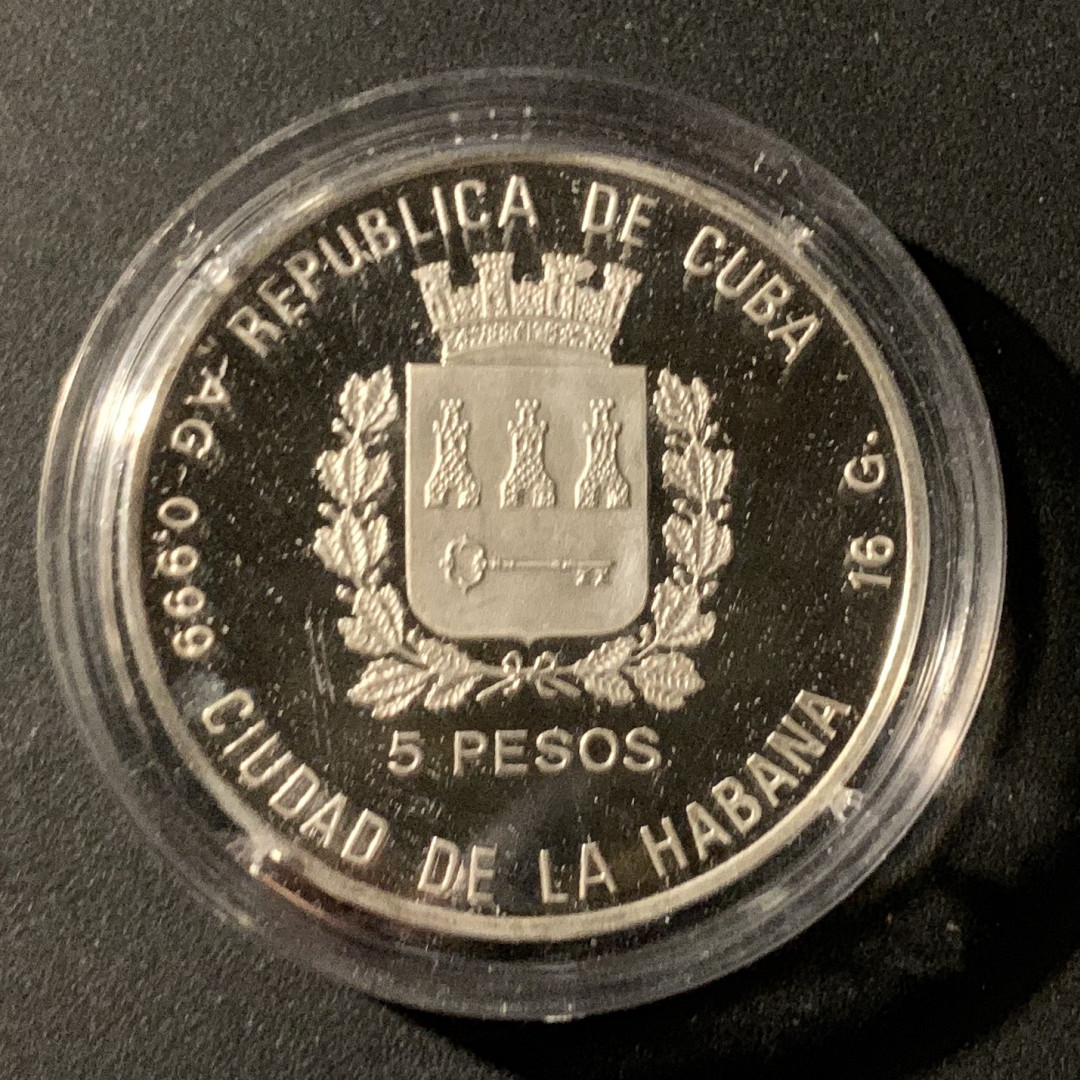 REPUBLICA DE CUBA
16 G.
AG-0,999
5 PESOS
CIUDAD DE LA HABANA